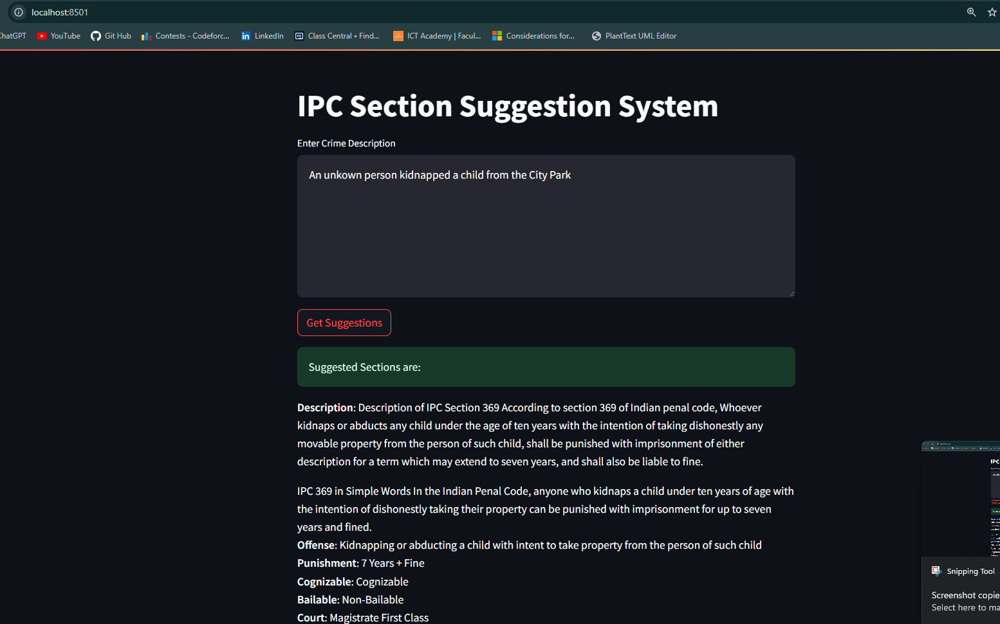 localhost:8501
ChatGPT YouTube Git Hub Contests - Codeforc... LinkedIn Class Central • Find... ICT Academy | Facul... Considerations for... PlantText UML Editor
IPC Section Suggestion System
Enter Crime Description
An unkown person kidnapped a child from the City Park
Get Suggestions
Suggested Sections are:
Description: Description of IPC Section 369 According to section 369 of Indian penal code, Whoever
kidnaps or abducts any child under the age of ten years with the intention of taking dishonestly any
movable property from the person of such child, shall be punished with imprisonment of either
description for a term which may extend to seven years, and shall also be liable to fine.
IPC 369 in Simple Words In the Indian Penal Code, anyone who kidnaps a child under ten years of age with
the intention of dishonestly taking their property can be punished with imprisonment for up to seven
years and fined.
Offense: Kidnapping or abducting a child with intent to take property from the person of such child
Punishment: 7 Years + Fine
Cognizable: Cognizable
Bailable: Non-Bailable
Court: Magistrate First Class
IPC
Snipping Tool
Screenshot copie
Select here to ma